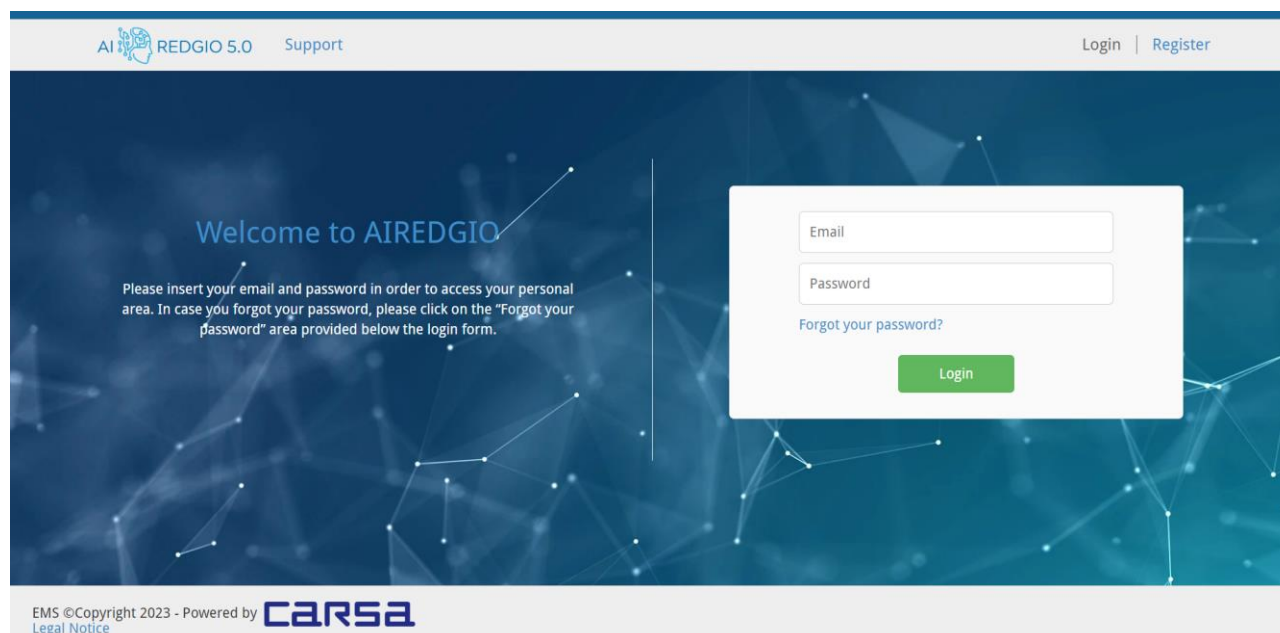 AI REDGIO 5.0
Support
Login | Register
Welcome to AIREDGIO
Please insert your email and password in order to access your personal
area. In case you forgot your password, please click on the “Forgot your
password” area provided below the login form.
Email
Password
Forgot your password?
Login
EMS ©Copyright 2023 - Powered by carsa
Legal Notice